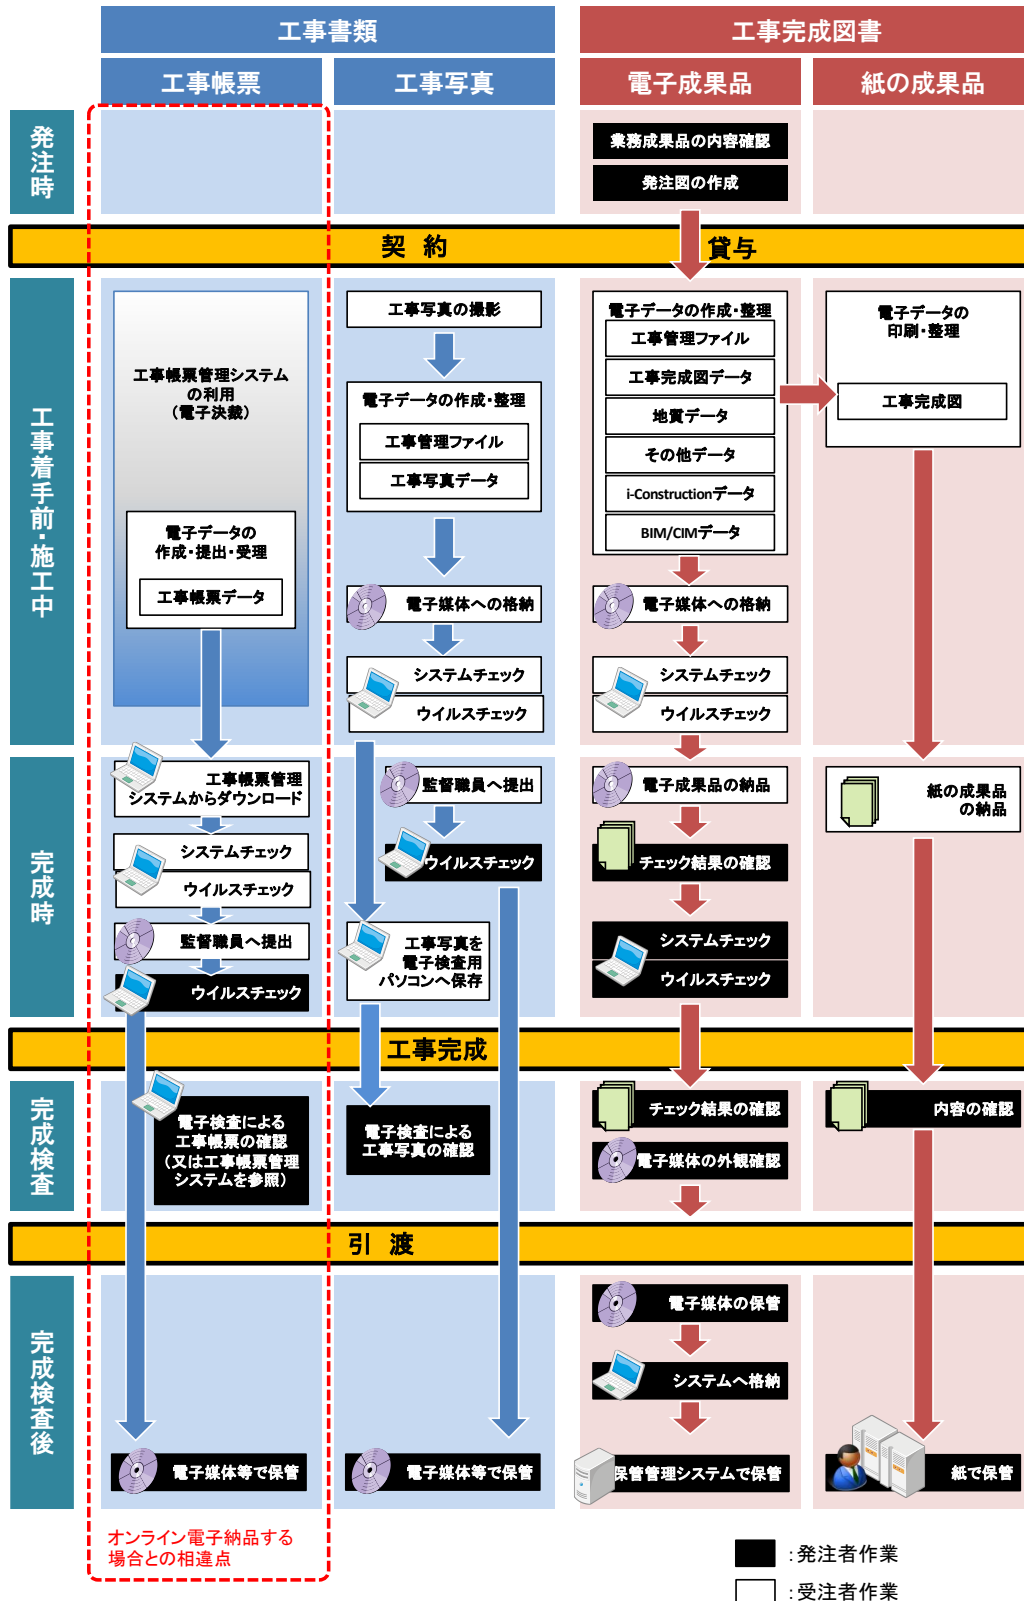 工事書類
工事完成図書
工事帳票
工事写真
電子成果品
紙の成果品
発注時
業務成果品の内容確認
発注図の作成
契 約
貸与
工事着手前・施工中
工事帳票管理システム
の利用
(電子決裁)
電子データの
作成・提出・受理
工事帳票データ
工事写真の撮影
電子データの作成・整理
工事管理ファイル
工事写真データ
電子媒体への格納
システムチェック
ウイルスチェック
電子データの作成・整理
工事管理ファイル
工事完成図データ
地質データ
その他データ
i-Constructionデータ
BIM/CIMデータ
電子媒体への格納
システムチェック
ウイルスチェック
電子データの
印刷・整理
工事完成図
完成時
工事帳票管理
システムからダウンロード
システムチェック
ウイルスチェック
監督職員へ提出
ウイルスチェック
監督職員へ提出
ウイルスチェック
工事写真を
電子検査用
パソコンへ保存
電子成果品の納品
チェック結果の確認
システムチェック
ウイルスチェック
紙の成果品
の納品
工事完成
完成検査
電子検査による
工事帳票の確認
(又は工事帳票管理
システムを参照)
電子検査による
工事写真の確認
チェック結果の確認
電子媒体の外観確認
内容の確認
引 渡
完成検査後
電子媒体等で保管
電子媒体等で保管
電子媒体の保管
システムへ格納
保管管理システムで保管
紙で保管
オンライン電子納品する
場合との相違点
:発注者作業
:受注者作業